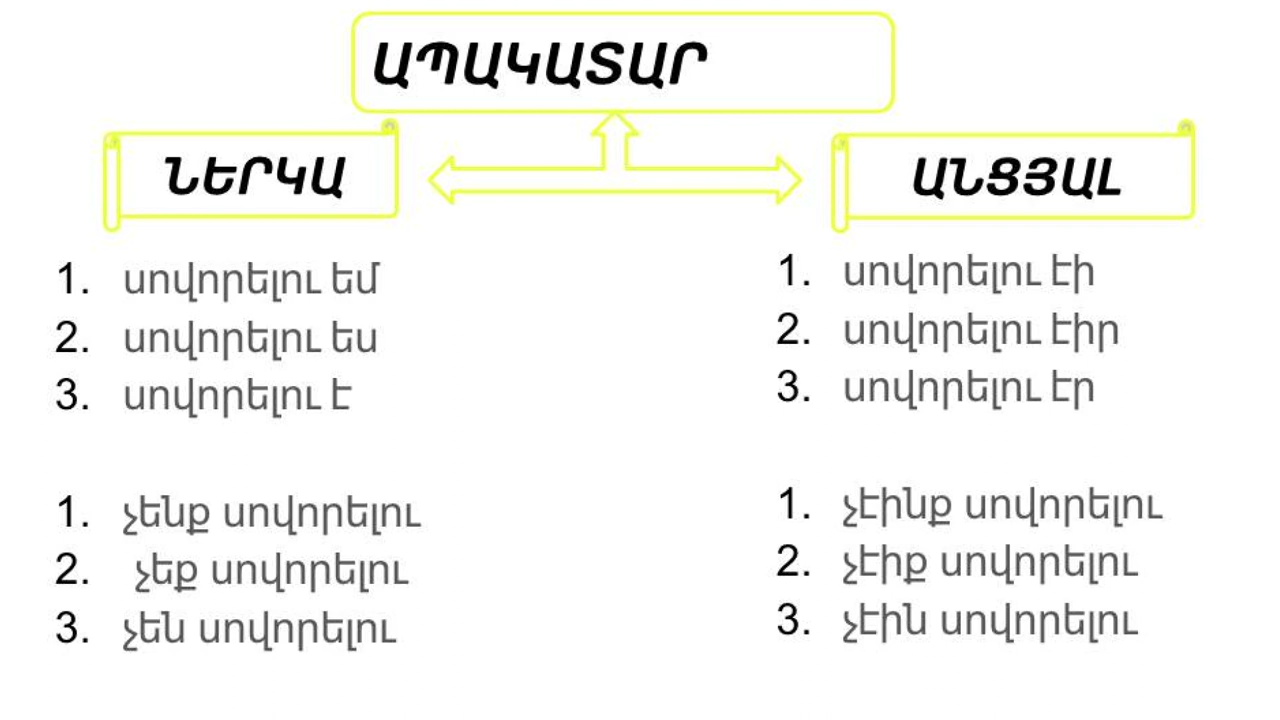 ԱՊԱԿԱՏԱՐ
ՆԵՐԿԱ
1. սովորելու եմ
2. սովորելու ես
3. սովորելու է
1. չենք սովորելու
2. չեք սովորելու
3. չեն սովորելու
ԱՆՑՅԱԼ
1. սովորելու էի
2. սովորելու էիր
3. սովորելու էր
1. չէինք սովորելու
2. չէիք սովորելու
3. չէին սովորելու